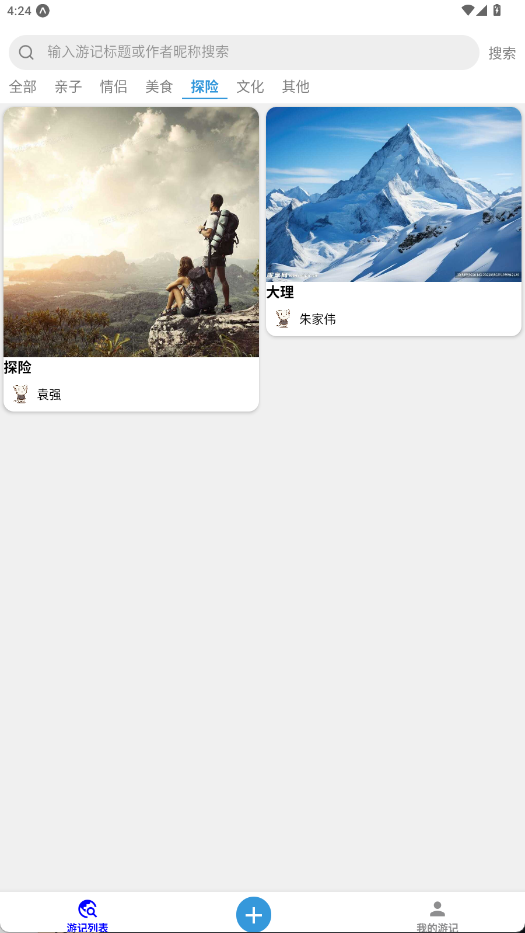 4:24
输入游记标题或作者昵称搜索
搜索
全部 亲子 情侣 美食 探险 文化 其他
大理
朱家伟
探险
袁强
游记列表
我的游记